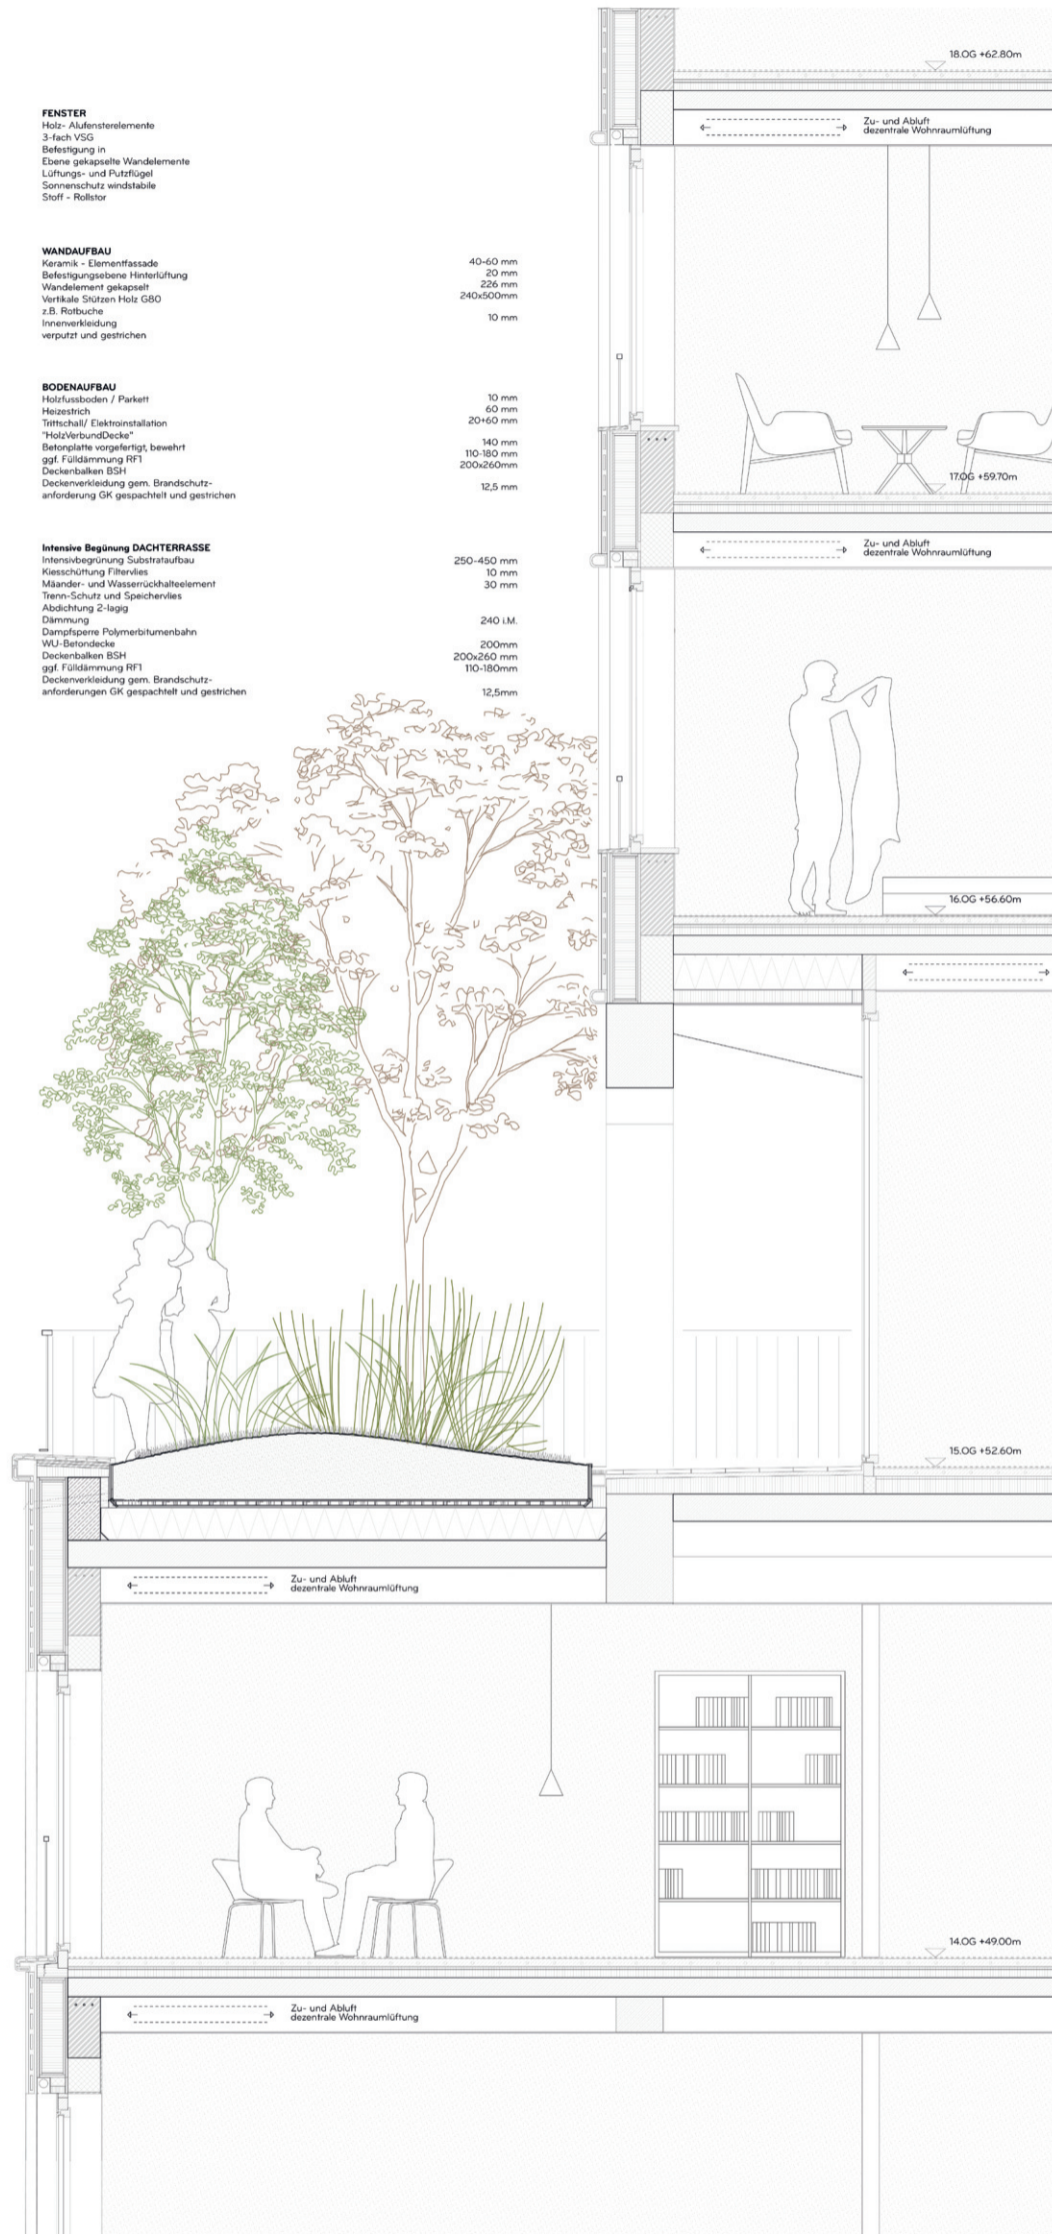 FENSTER
Holz- Alufensterelemente
3-fach VSG
Befestigung in
Ebene gekapselte Wandelemente
Lüftungs- und Putzflügel
Sonnenschutz windstabile
Stoff - Rollstor
WANDAUFBAU
Keramik - Elementfassade 40-60 mm
Befestigungsebene Hinterlüftung 20 mm
Wandelement gekapselt 226 mm
Vertikale Stützen Holz G80 240x500mm
z.B. Rotbuche
Innenverkleidung 10 mm
verputzt und gestrichen
BODENAUFBAU
Holzfussboden / Parkett 10 mm
Heizestrich 60 mm
Trittschall/ Elektroinstallation 20+60 mm
"HolzVerbundDecke"
Betonplatte vorgefertigt, bewehrt 140 mm
ggf. Fülldämmung RF1 110-180 mm
Deckenbalken BSH 200x260mm
Deckenverkleidung gem. Brandschutz-
anforderung GK gespachtelt und gestrichen 12,5 mm
Intensive Begünung DACHTERRASSE
Intensivbegrünung Substrataufbau 250-450 mm
Kiesschüttung Filtervlies 10 mm
Mäander- und Wasserrückhalteelement 30 mm
Trenn-Schutz und Speichervlies
Abdichtung 2-lagig
Dämmung 240 i.M.
Dampfsperre Polymerbitumenbahn
WU-Betondecke 200mm
Deckenbalken BSH 200x260 mm
ggf. Fülldämmung RF1 110-180mm
Deckenverkleidung gem. Brandschutz-
anforderungen GK gespachtelt und gestrichen 12,5mm
18.OG +62.80m
Zu- und Abluft
dezentrale Wohnraumlüftung
17.OG +59.70m
Zu- und Abluft
dezentrale Wohnraumlüftung
16.OG +56.60m
15.OG +52.60m
Zu- und Abluft
dezentrale Wohnraumlüftung
14.OG +49.00m
Zu- und Abluft
dezentrale Wohnraumlüftung